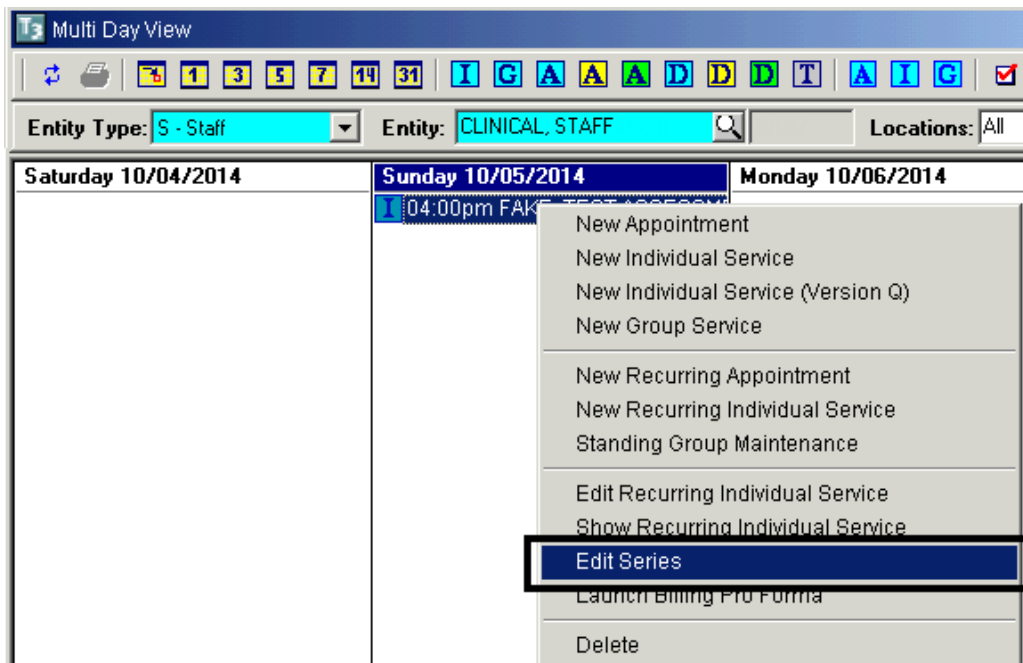 T3 Multi Day View
1 3 5 7 14 31 I G A A A D D D T A I G
Entity Type: S - Staff Entity: CLINICAL, STAFF Locations: All
Saturday 10/04/2014 Sunday 10/05/2014 Monday 10/06/2014
I 04:00pm FAKE, TEST
New Appointment
New Individual Service
New Individual Service (Version Q)
New Group Service
New Recurring Appointment
New Recurring Individual Service
Standing Group Maintenance
Edit Recurring Individual Service
Show Recurring Individual Service
Edit Series
Launch Billing Pro Forma
Delete